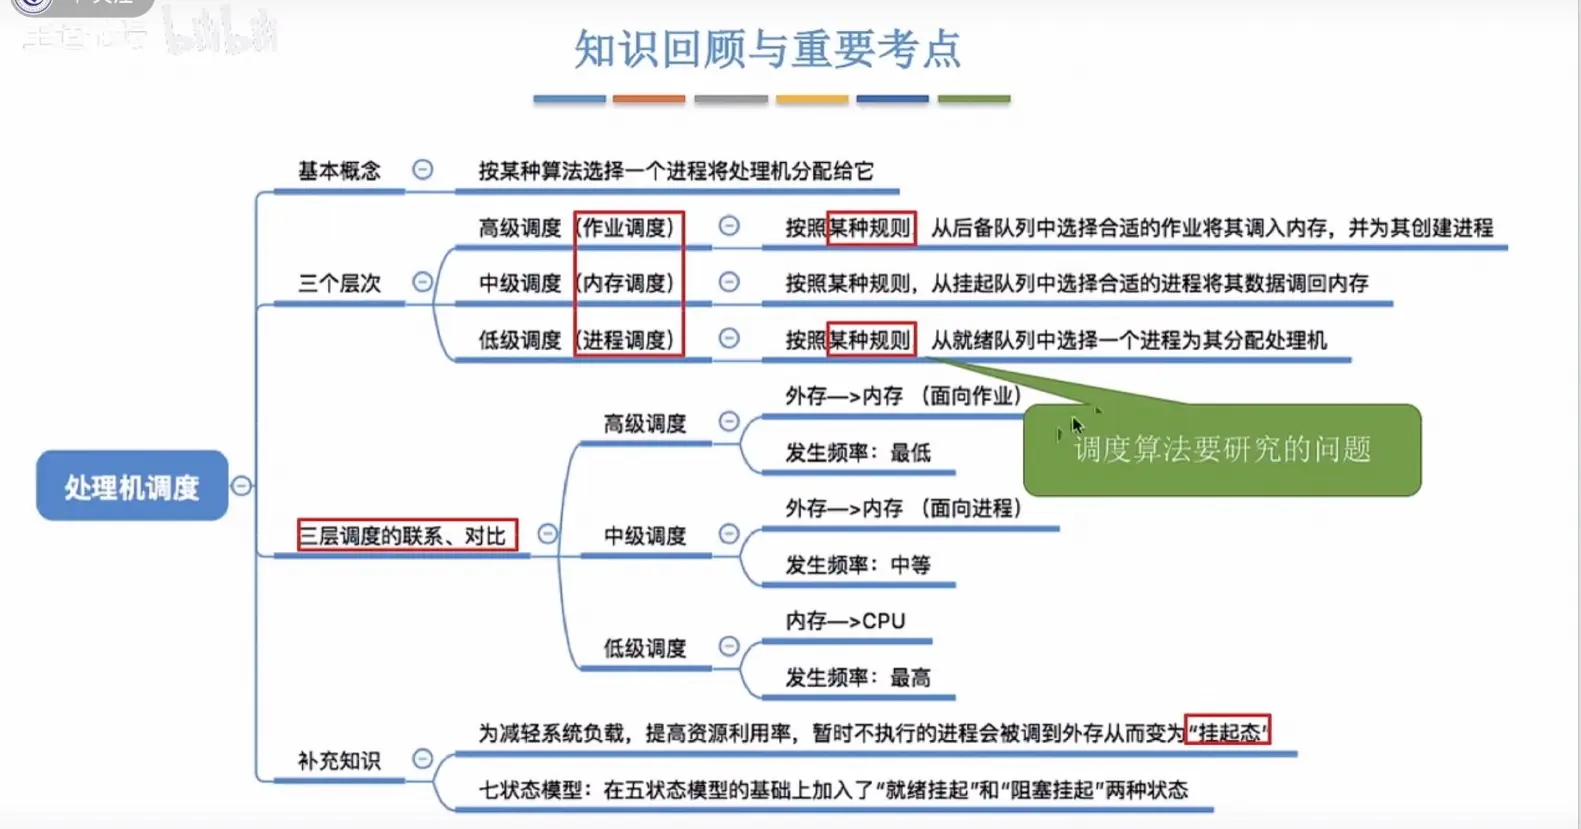 关注
bilibili
知识回顾与重要考点
处理机调度
基本概念
按某种算法选择一个进程将处理机分配给它
三个层次
高级调度（作业调度）
按照某种规则，从后备队列中选择合适的作业将其调入内存，并为其创建进程
中级调度（内存调度）
按照某种规则，从挂起队列中选择合适的进程将其数据调回内存
低级调度（进程调度）
按照某种规则，从就绪队列中选择一个进程为其分配处理机
调度算法要研究的问题
三层调度的联系、对比
高级调度
外存—>内存 （面向作业）
发生频率：最低
中级调度
外存—>内存 （面向进程）
发生频率：中等
低级调度
内存—>CPU
发生频率：最高
补充知识
为减轻系统负载，提高资源利用率，暂时不执行的进程会被调到外存从而变为“挂起态”
七状态模型：在五状态模型的基础上加入了“就绪挂起”和“阻塞挂起”两种状态